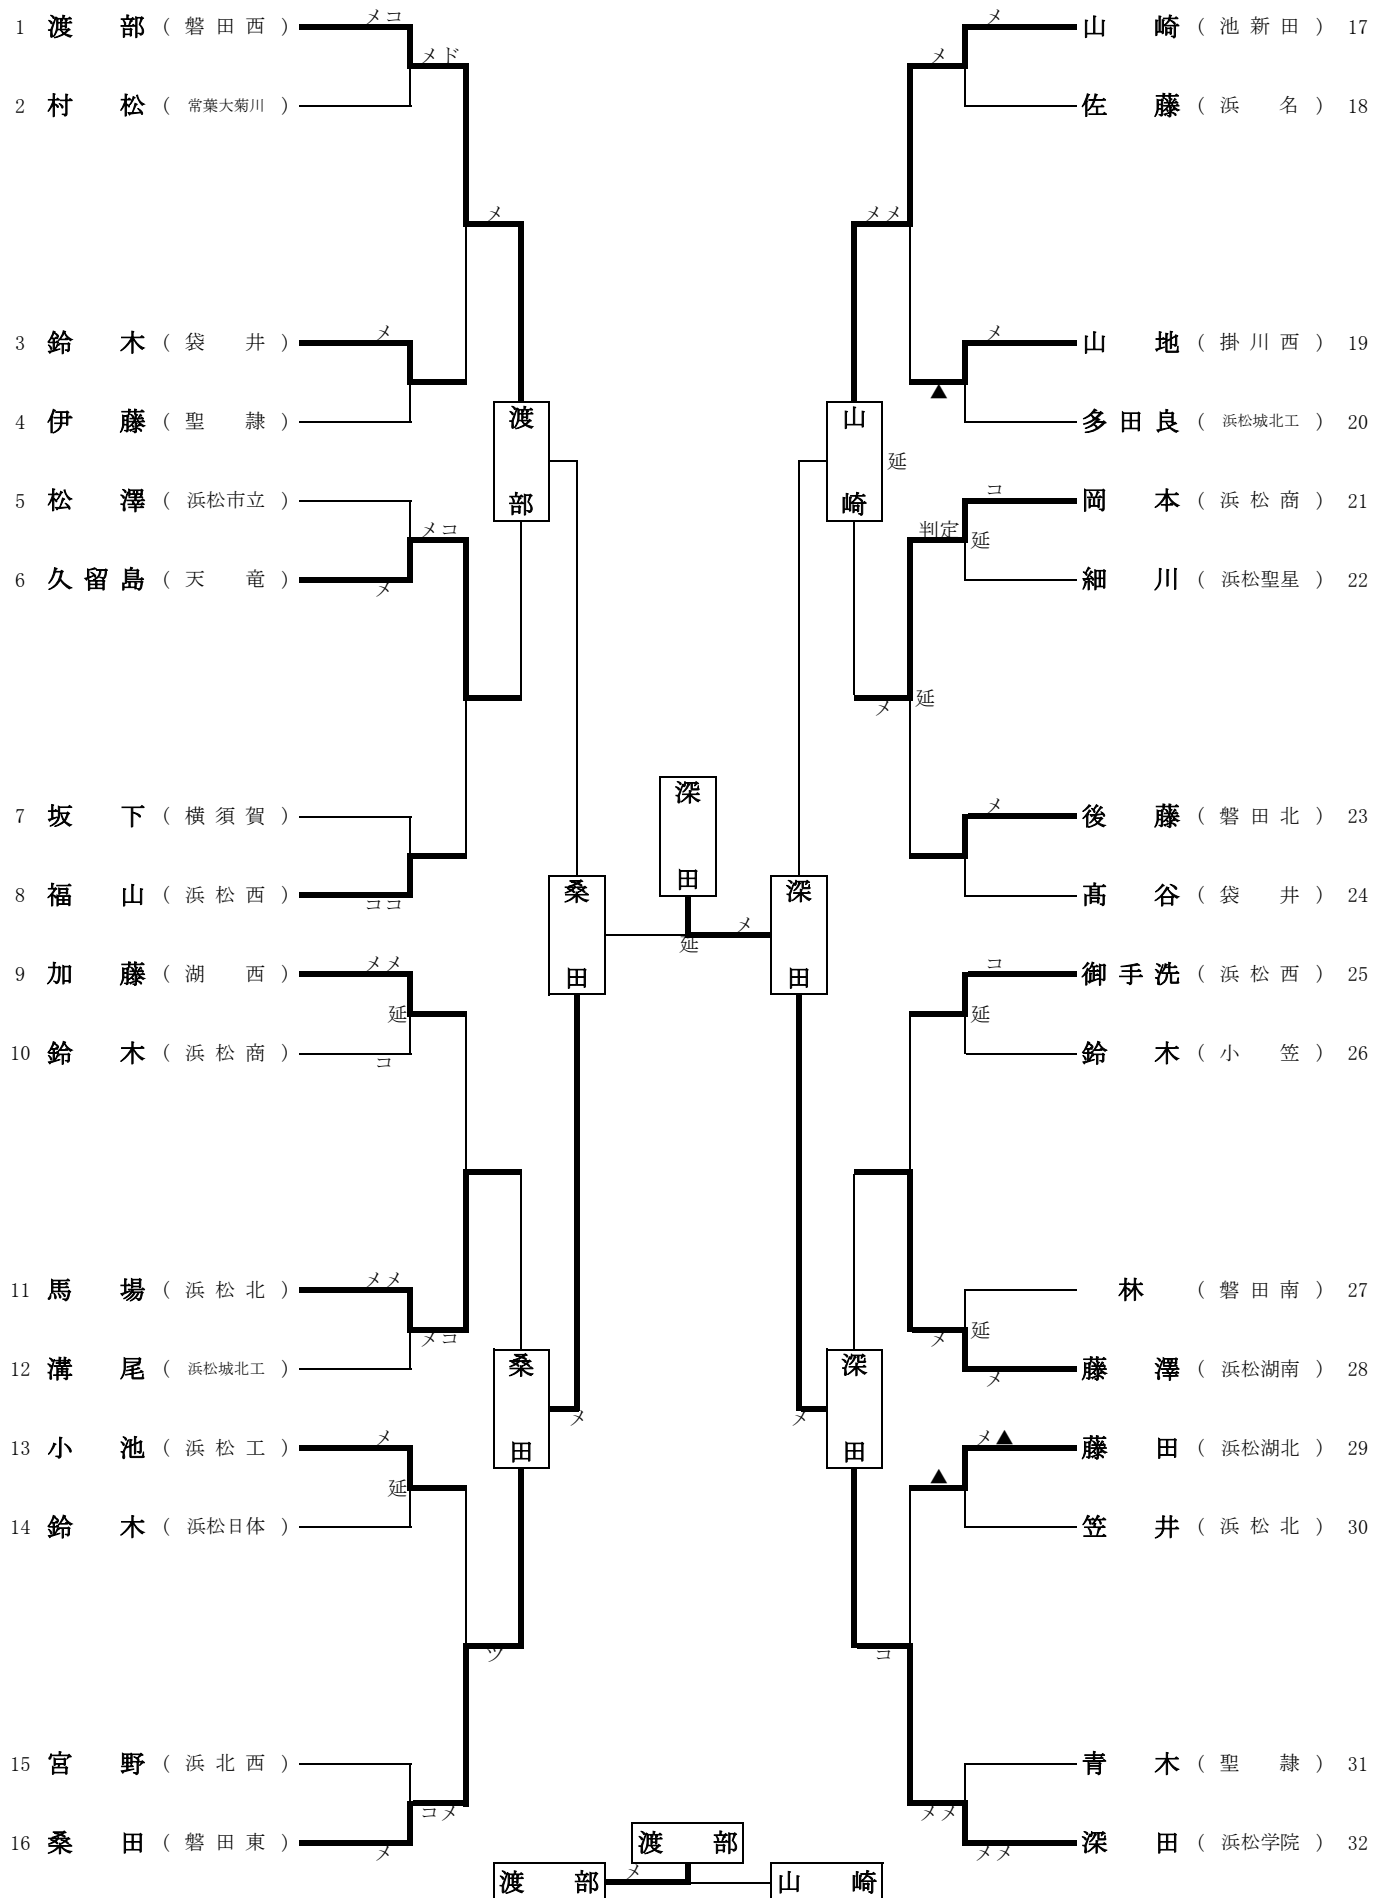 メコ
1 渡部 (磐田西)
メド
2 村松 (常葉大菊川)
メ
メ
3 鈴木 (袋井)
4 伊藤 (聖隷)
渡部
5 松澤 (浜松市立)
メコ
6 久留島 (天竜)
メ
7 坂下 (横須賀)
8 福山 (浜松西)
ココ
桑田
9 加藤 (湖西)
メメ
延
10 鈴木 (浜松商)
コ
11 馬場 (浜松北)
メメ
メコ
12 溝尾 (浜松城北工)
桑田
メ
13 小池 (浜松工)
メ
延
14 鈴木 (浜松日体)
ツ
15 宮野 (浜北西)
コメ
16 桑田 (磐田東)
メ
深田
メ
延
メ
山崎 (池新田) 17
メ
佐藤 (浜名) 18
メメ
メ
山地 (掛川西) 19
▲
多田良 (浜松城北工) 20
山崎
延
コ
岡本 (浜松商) 21
判定
延
細川 (浜松聖星) 22
メ
延
メ
後藤 (磐田北) 23
髙谷 (袋井) 24
深田
コ
御手洗 (浜松西) 25
延
鈴木 (小笠) 26
林 (磐田南) 27
メ
延
藤澤 (浜松湖南) 28
メ
深田
メ
メ▲
藤田 (浜松湖北) 29
▲
笠井 (浜松北) 30
コ
青木 (聖隷) 31
メメ
深田 (浜松学院) 32
メメ
渡部
渡部
メ
山崎